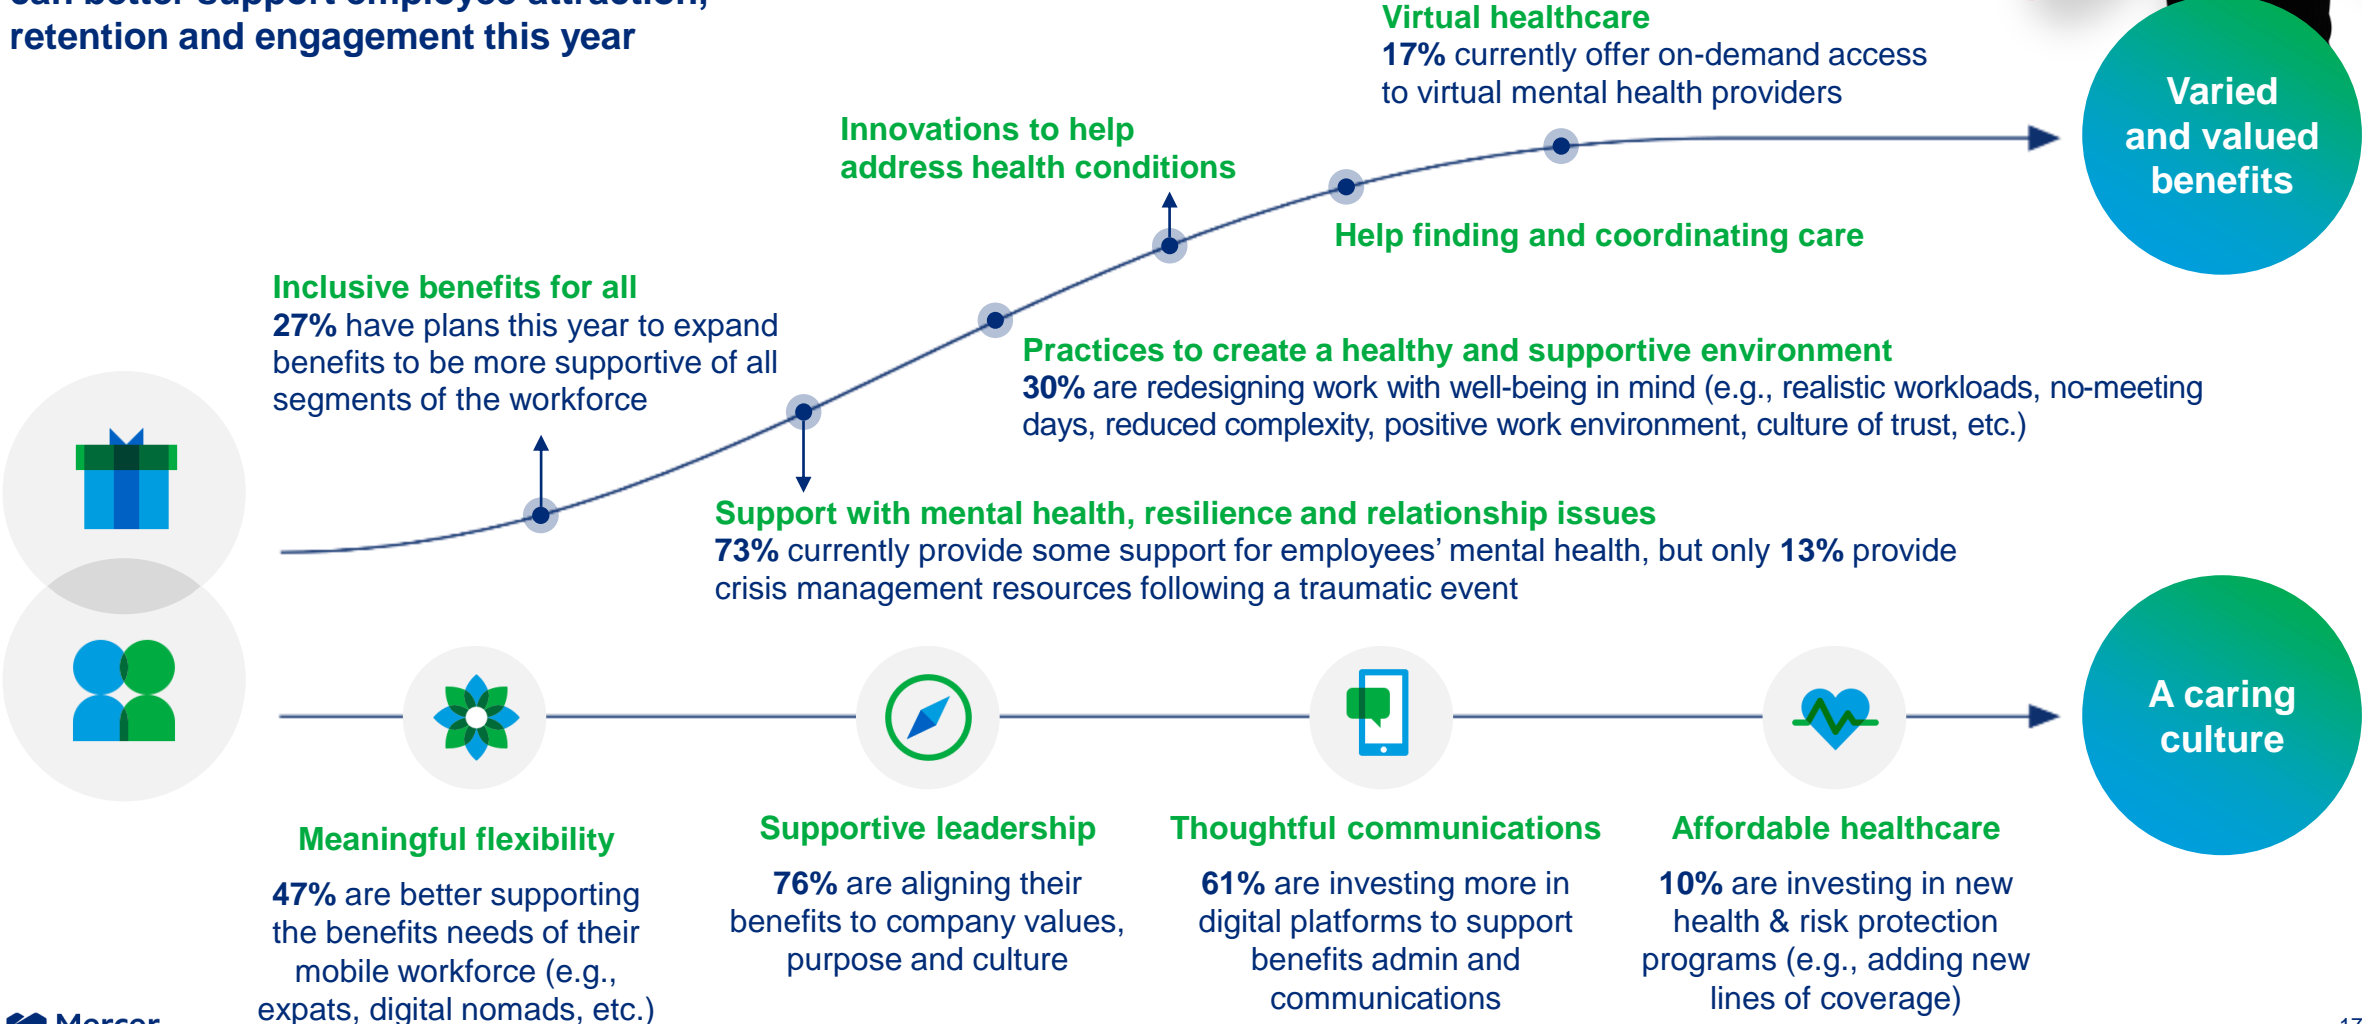 can better support employee attraction,
retention and engagement this year
Virtual healthcare
17% currently offer on-demand access
to virtual mental health providers
Varied
and valued
benefits
Innovations to help
address health conditions
Help finding and coordinating care
Inclusive benefits for all
27% have plans this year to expand
benefits to be more supportive of all
segments of the workforce
Practices to create a healthy and supportive environment
30% are redesigning work with well-being in mind (e.g., realistic workloads, no-meeting
days, reduced complexity, positive work environment, culture of trust, etc.)
Support with mental health, resilience and relationship issues
73% currently provide some support for employees’ mental health, but only 13% provide
crisis management resources following a traumatic event
A caring
culture
Meaningful flexibility
47% are better supporting
the benefits needs of their
mobile workforce (e.g.,
expats, digital nomads, etc.)
Supportive leadership
76% are aligning their
benefits to company values,
purpose and culture
Thoughtful communications
61% are investing more in
digital platforms to support
benefits admin and
communications
Affordable healthcare
10% are investing in new
health & risk protection
programs (e.g., adding new
lines of coverage)
Mercer
17